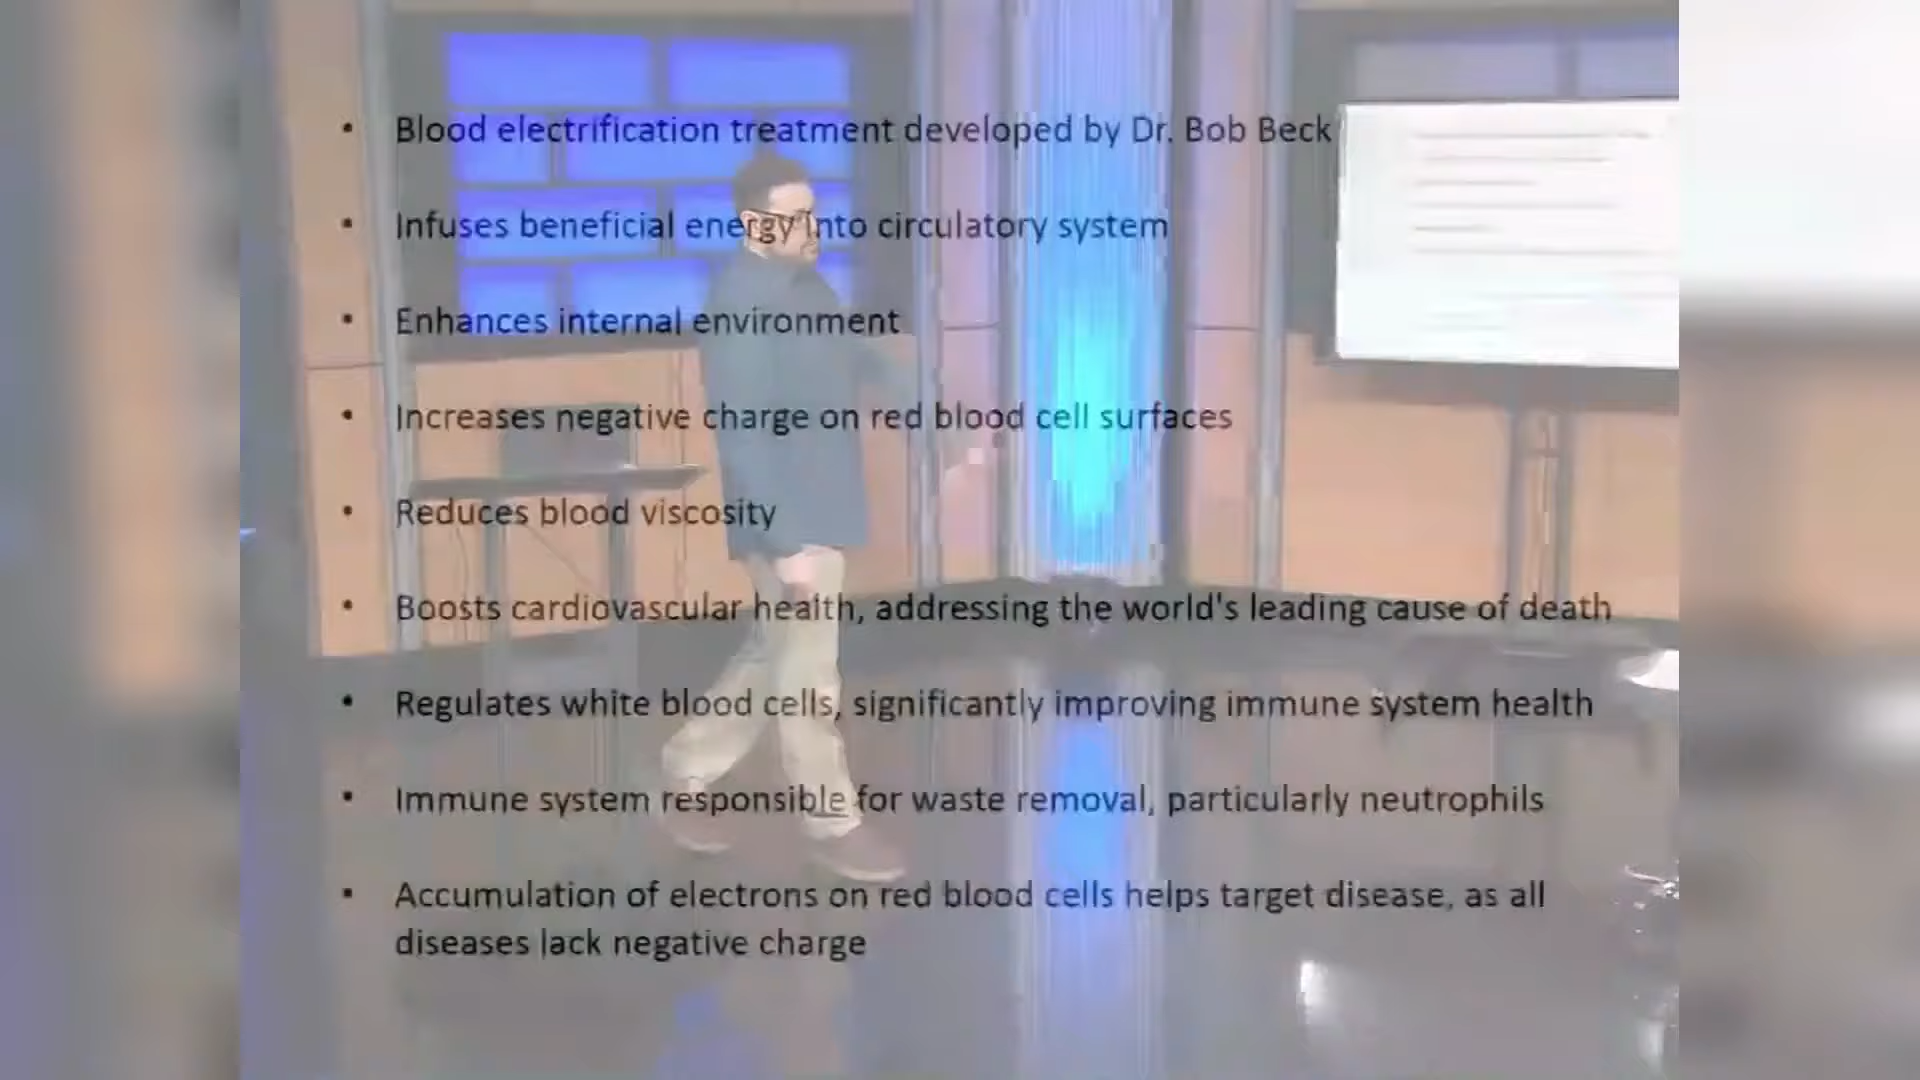 • Blood electrification treatment developed by Dr. Bob Beck
• Infuses beneficial energy into circulatory system
• Enhances internal environment
• Increases negative charge on red blood cell surfaces
• Reduces blood viscosity
• Boosts cardiovascular health, addressing the world's leading cause of death
• Regulates white blood cells, significantly improving immune system health
• Immune system responsible for waste removal, particularly neutrophils
• Accumulation of electrons on red blood cells helps target disease, as all
diseases lack negative charge